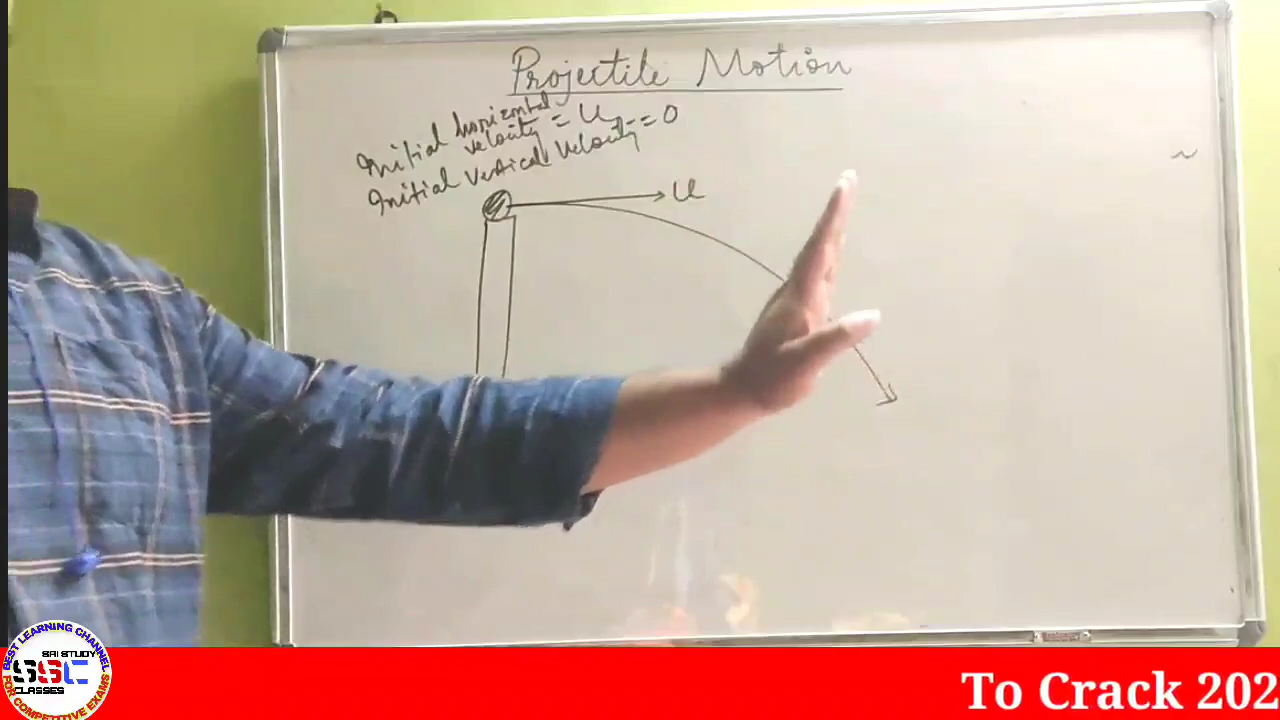 Projectile Motion
Initial horizontal
velocity = u
Initial vertical velocity = 0
u
BEST LEARNING CHANNEL
SAI STUDY
SSC
CLASSES
FOR COMPETITIVE EXAMS
To Crack 202